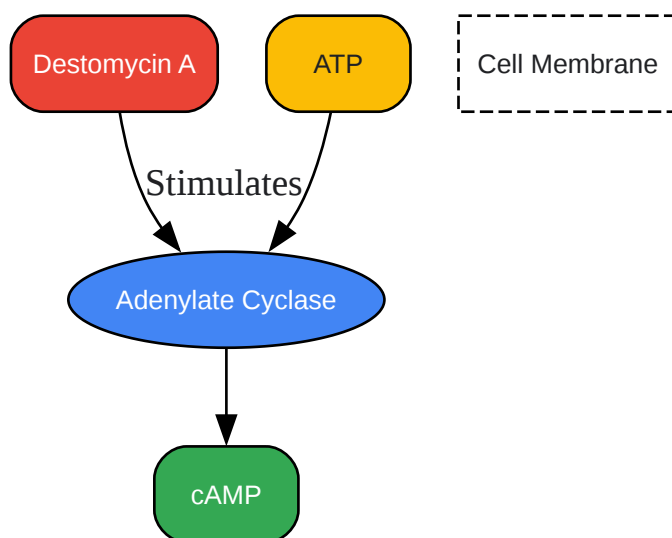 Destomycin A
ATP
Cell Membrane
Stimulates
Adenylate Cyclase
cAMP